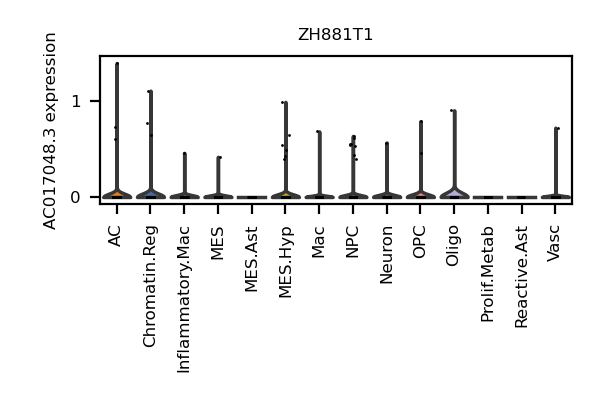 ZH881T1
AC017048.3 expression
1
0
AC
Chromatin.Reg
Inflammatory.Mac
MES
MES.Ast
MES.Hyp
Mac
NPC
Neuron
OPC
Oligo
Prolif.Metab
Reactive.Ast
Vasc